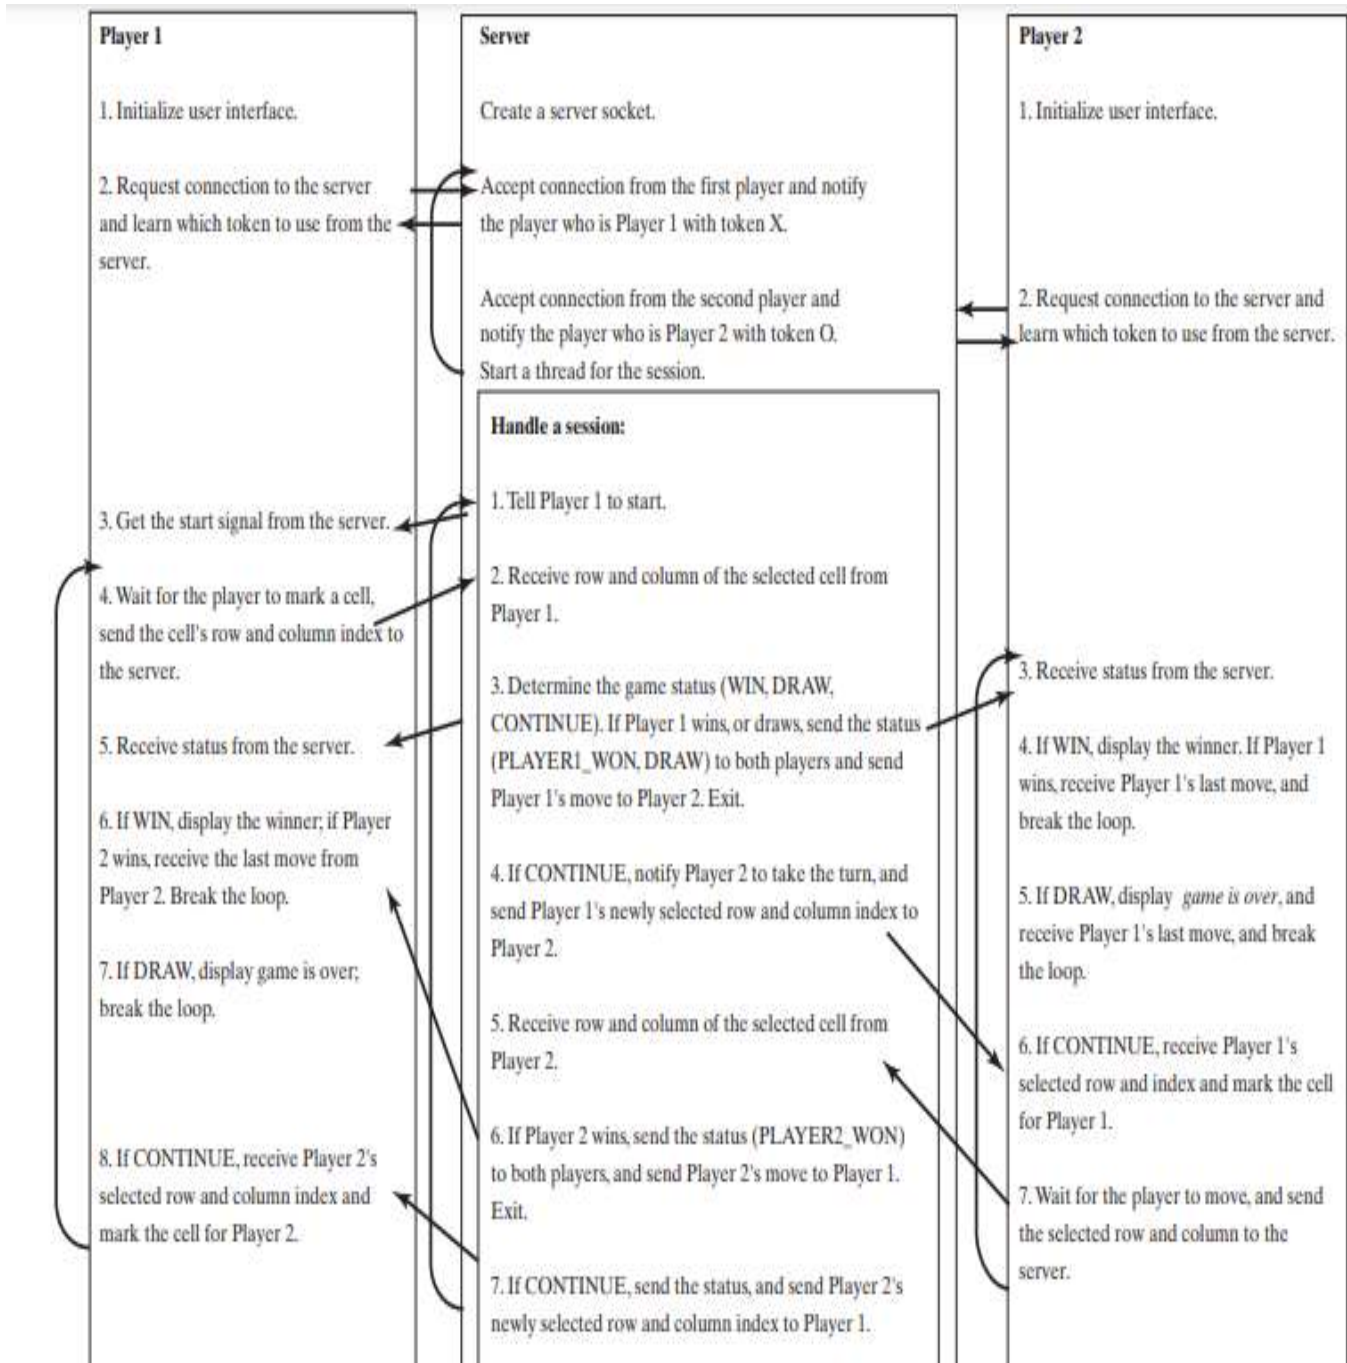 Player 1
1. Initialize user interface.
2. Request connection to the server
and learn which token to use from the
server.
3. Get the start signal from the server.
4. Wait for the player to mark a cell,
send the cell's row and column index to
the server.
5. Receive status from the server.
6. If WIN, display the winner; if Player
2 wins, receive the last move from
Player 2. Break the loop.
7. If DRAW, display game is over;
break the loop.
8. If CONTINUE, receive Player 2's
selected row and column index and
mark the cell for Player 2.
Server
Create a server socket.
Accept connection from the first player and notify
the player who is Player 1 with token X.
Accept connection from the second player and
notify the player who is Player 2 with token O.
Start a thread for the session.
Handle a session:
1. Tell Player 1 to start.
2. Receive row and column of the selected cell from
Player 1.
3. Determine the game status (WIN, DRAW,
CONTINUE). If Player 1 wins, or draws, send the status
(PLAYER1_WON, DRAW) to both players and send
Player 1's move to Player 2. Exit.
4. If CONTINUE, notify Player 2 to take the turn, and
send Player 1's newly selected row and column index to
Player 2.
5. Receive row and column of the selected cell from
Player 2.
6. If Player 2 wins, send the status (PLAYER2_WON)
to both players, and send Player 2's move to Player 1.
Exit.
7. If CONTINUE, send the status, and send Player 2's
newly selected row and column index to Player 1.
Player 2
1. Initialize user interface.
2. Request connection to the server and
learn which token to use from the server.
3. Receive status from the server.
4. If WIN, display the winner. If Player 1
wins, receive Player 1's last move, and
break the loop.
5. If DRAW, display game is over, and
receive Player 1's last move, and break
the loop.
6. If CONTINUE, receive Player 1's
selected row and index and mark the cell
for Player 1.
7. Wait for the player to move, and send
the selected row and column to the
server.